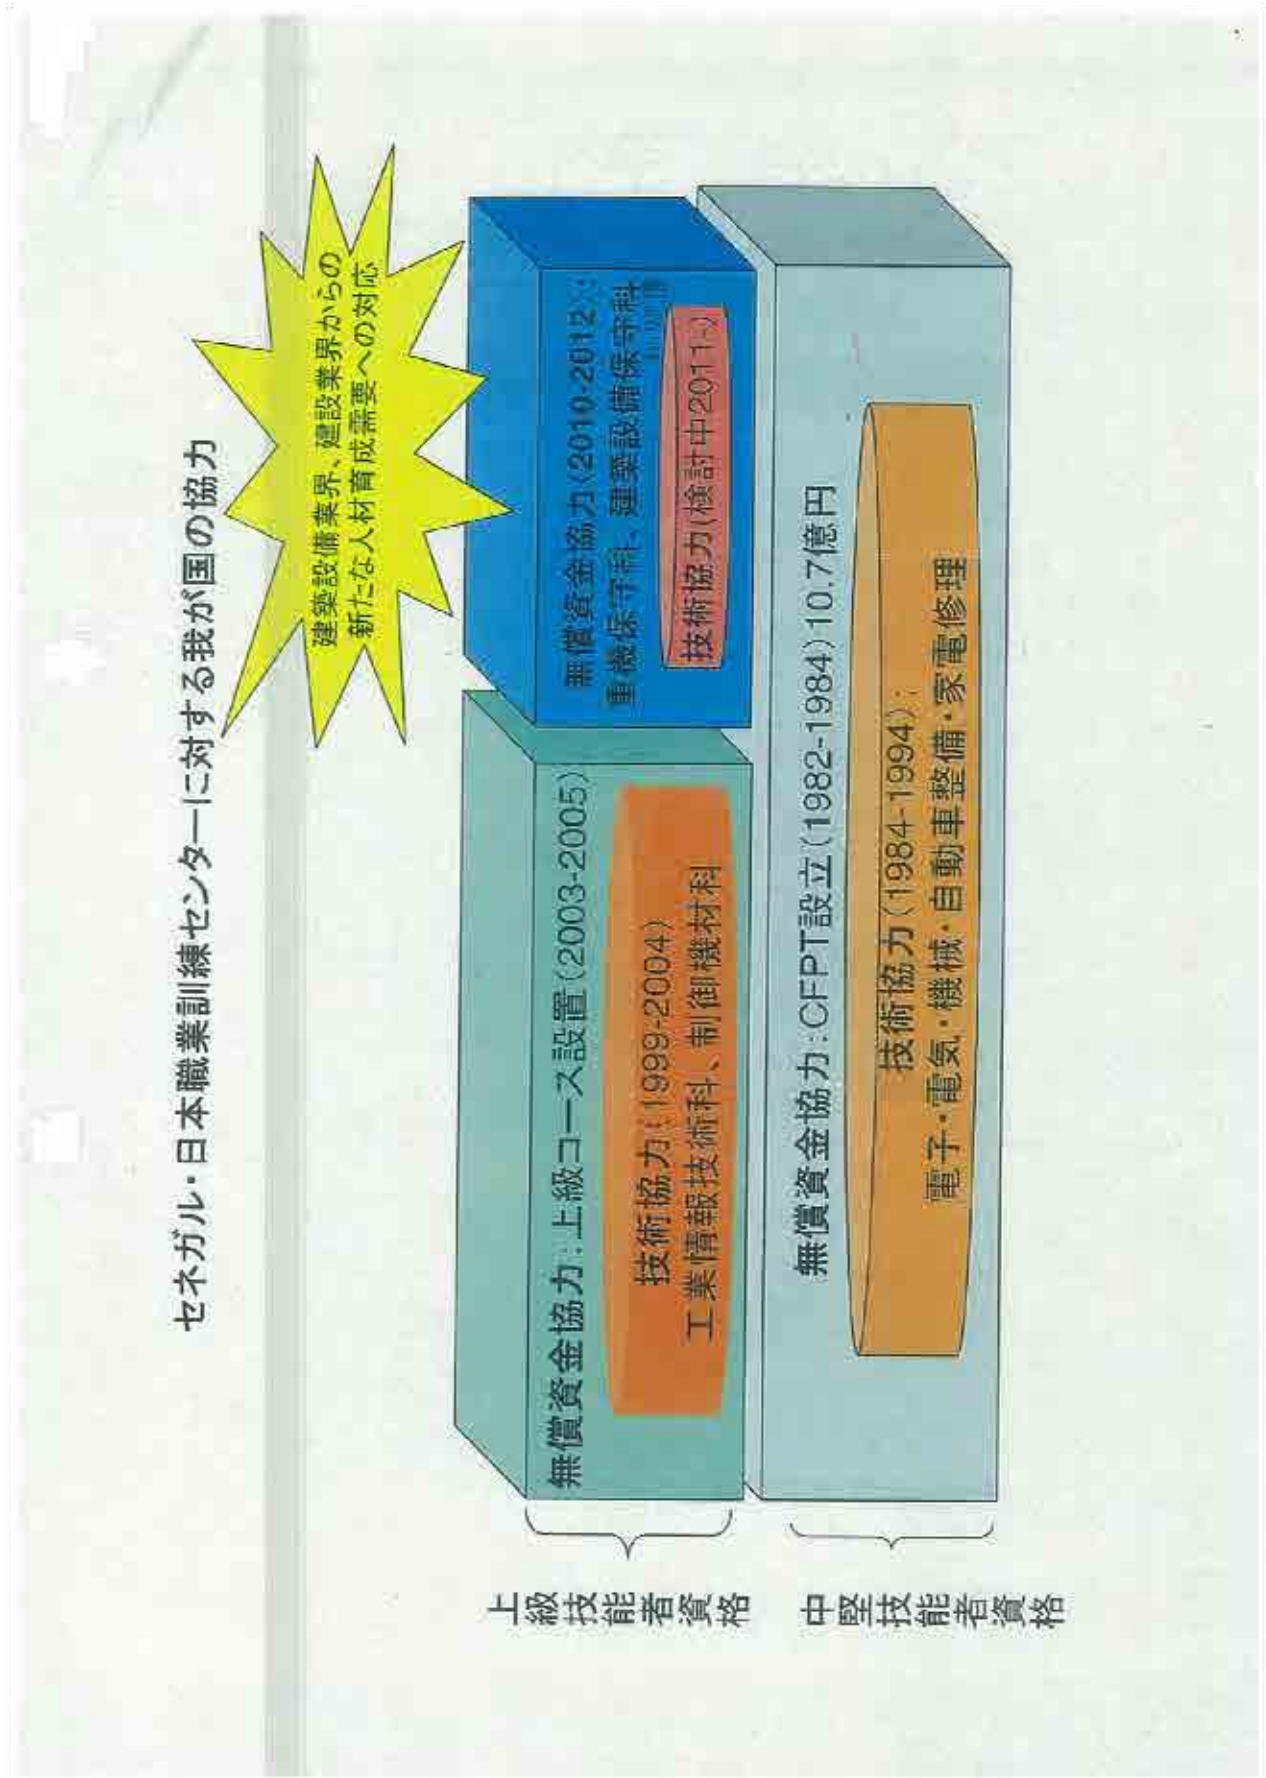 セネガル・日本職業訓練センターに対する我が国の協力
建築設備業界、建設業界からの
新たな人材育成需要への対応
上級技能者資格
無償資金協力：上級コース設置（2003-2005）
技術協力：（1999-2004）
工業情報技術科、制御機材科
無償資金協力（2010-2012）：
重機保守科、建築設備保守科
技術協力（検討中2011～）
中堅技能者資格
無償資金協力：CFPT設立（1982-1984）10.7億円
技術協力（1984-1994）：
電子・電気・機械・自動車整備・家電修理